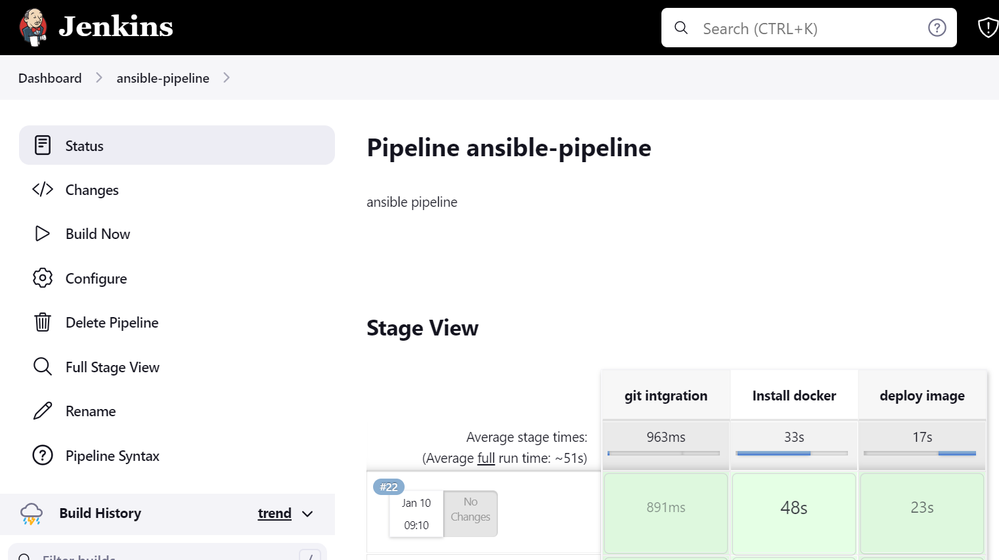 Jenkins
Search (CTRL+K)
Dashboard
ansible-pipeline
Status
Changes
Build Now
Configure
Delete Pipeline
Full Stage View
Rename
Pipeline Syntax
Build History
trend
Filter builds
/
Pipeline ansible-pipeline
ansible pipeline
Stage View
git intgration
Install docker
deploy image
Average stage times:
963ms
33s
17s
(Average full run time: ~51s)
#22
Jan 10
09:10
No
Changes
891ms
48s
23s